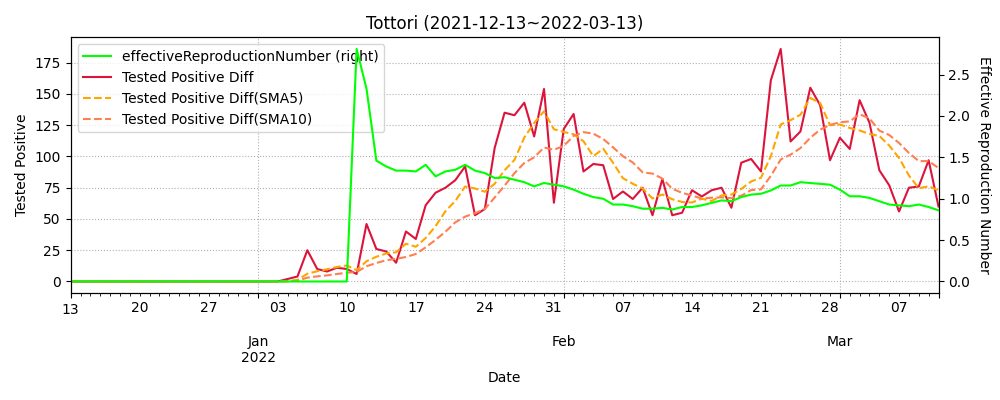 Tottori (2021-12-13~2022-03-13)
effectiveReproductionNumber (right)
Tested Positive Diff
Tested Positive Diff(SMA5)
Tested Positive Diff(SMA10)
Tested Positive
175
150
125
100
75
50
25
0
Effective Reproduction Number
2.5
2.0
1.5
1.0
0.5
0.0
13 20 27 03 10 17 24 31 07 14 21 28 07
Jan Feb Mar
2022
Date